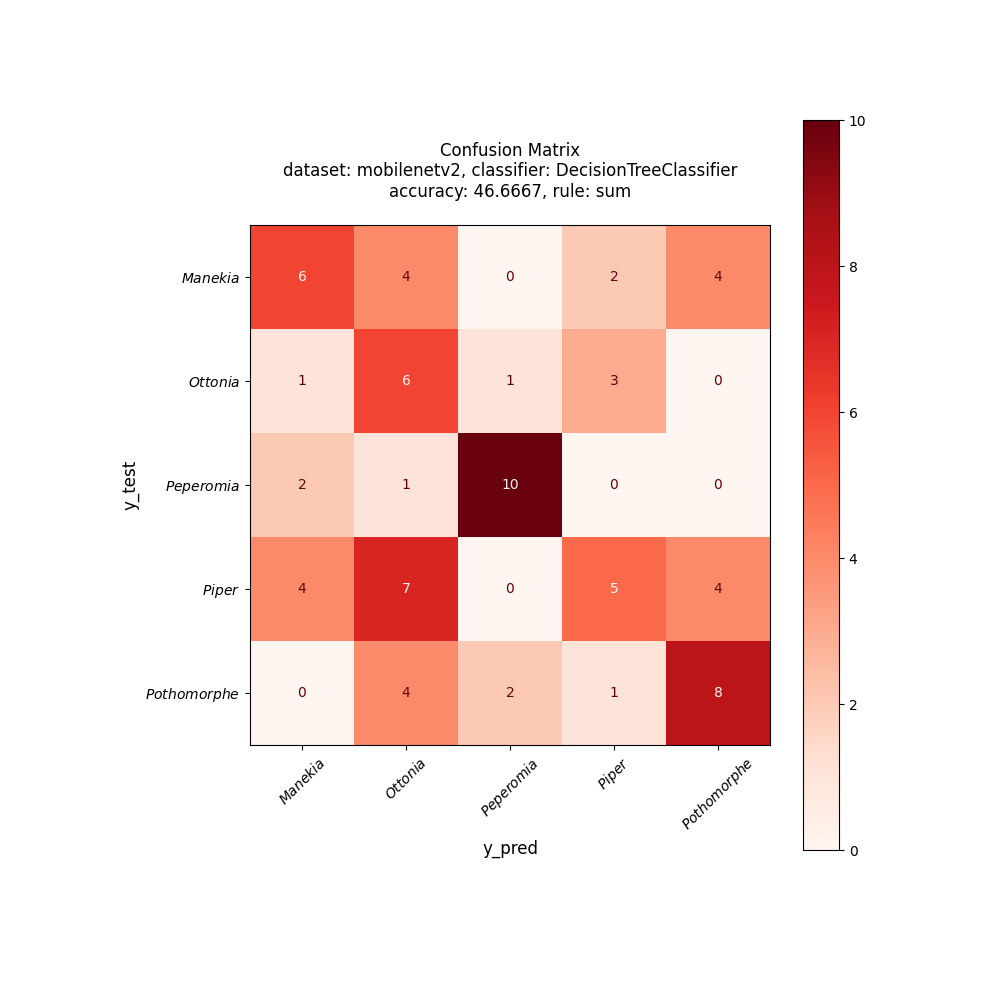 Confusion Matrix
dataset: mobilenetv2, classifier: DecisionTreeClassifier
accuracy: 46.6667, rule: sum
Manekia 6 4 0 2 4
Ottonia 1 6 1 3 0
Peperomia 2 1 10 0 0
Piper 4 7 0 5 4
Pothomorphe 0 4 2 1 8
Manekia Ottonia Peperomia Piper Pothomorphe
y_pred
y_test
10
8
6
4
2
0